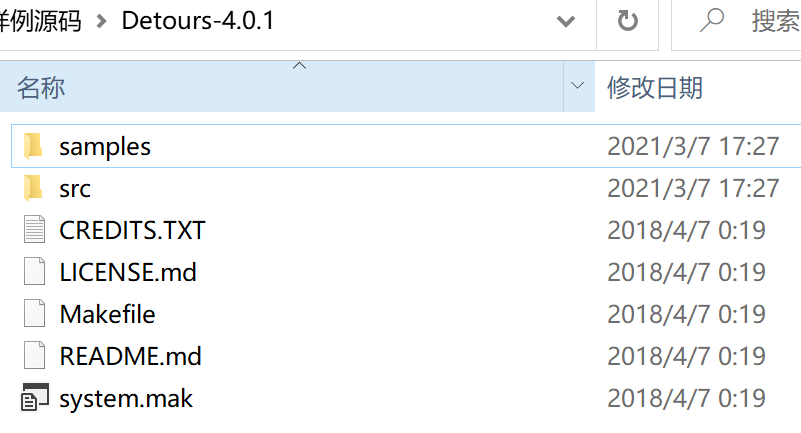 样例源码 > Detours-4.0.1 搜索
名称 修改日期
samples 2021/3/7 17:27
src 2021/3/7 17:27
CREDITS.TXT 2018/4/7 0:19
LICENSE.md 2018/4/7 0:19
Makefile 2018/4/7 0:19
README.md 2018/4/7 0:19
system.mak 2018/4/7 0:19